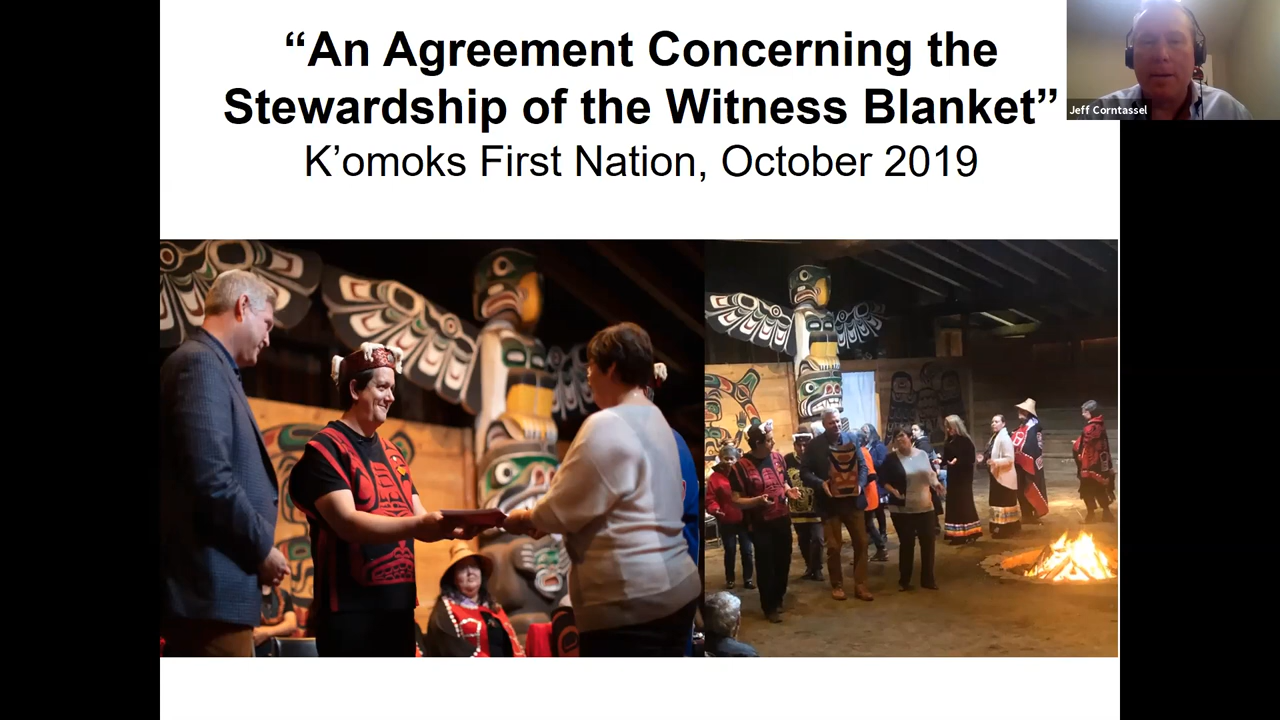 “An Agreement Concerning the
Stewardship of the Witness Blanket”
K’omoks First Nation, October 2019
Jeff Corntassel